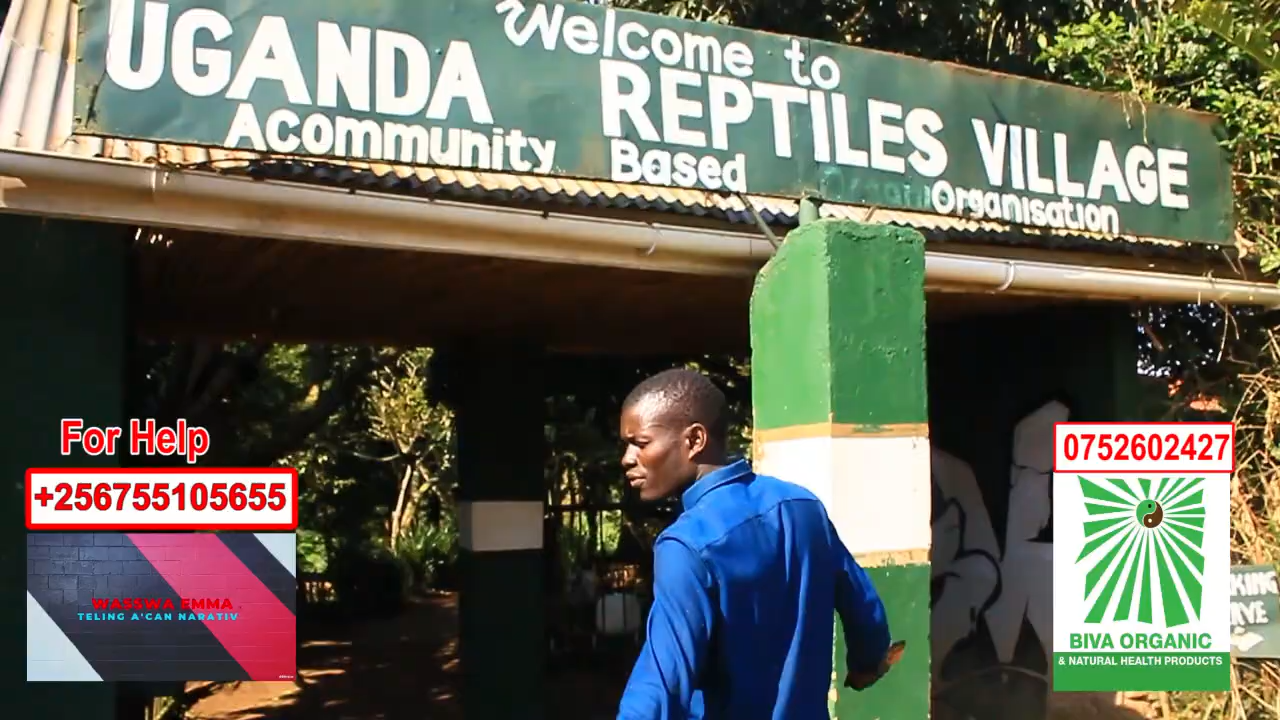 Welcome to
UGANDA REPTILES VILLAGE
Acommunity Based Organisation
For Help
+256755105655
WASSWA EMMA
TELING A'CAN NARATIV
0752602427
BIVA ORGANIC
& NATURAL HEALTH PRODUCTS